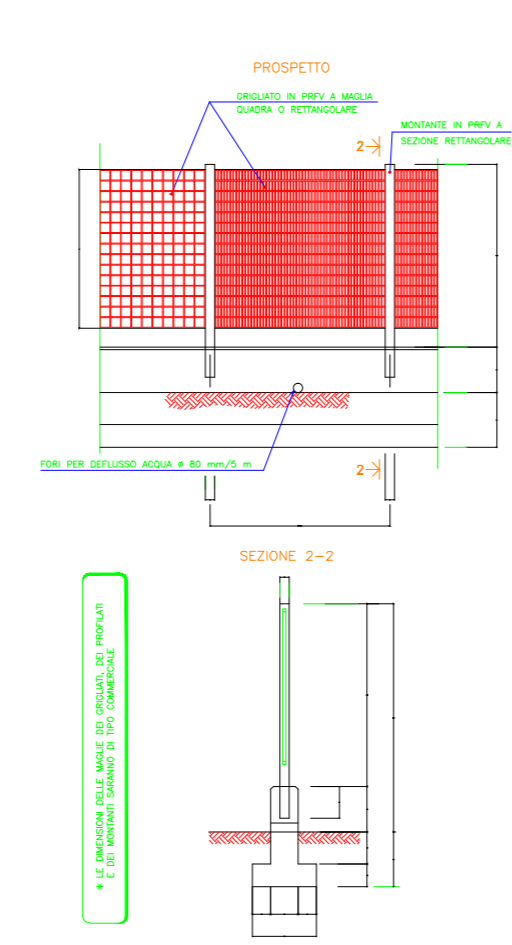 PROSPETTO
GRIGLIATO IN PRFV A MAGLIA
QUADRA O RETTANGOLARE
MONTANTE IN PRFV A
SEZIONE RETTANGOLARE
2
FORI PER DEFLUSSO ACQUA ø 80 mm/5 m
2
SEZIONE 2-2
* LE DIMENSIONI DELLE MAGLIE DEI GRIGLIATI, DEI PROFILATI
E DEI MONTANTI SARANNO DI TIPO COMMERCIALE